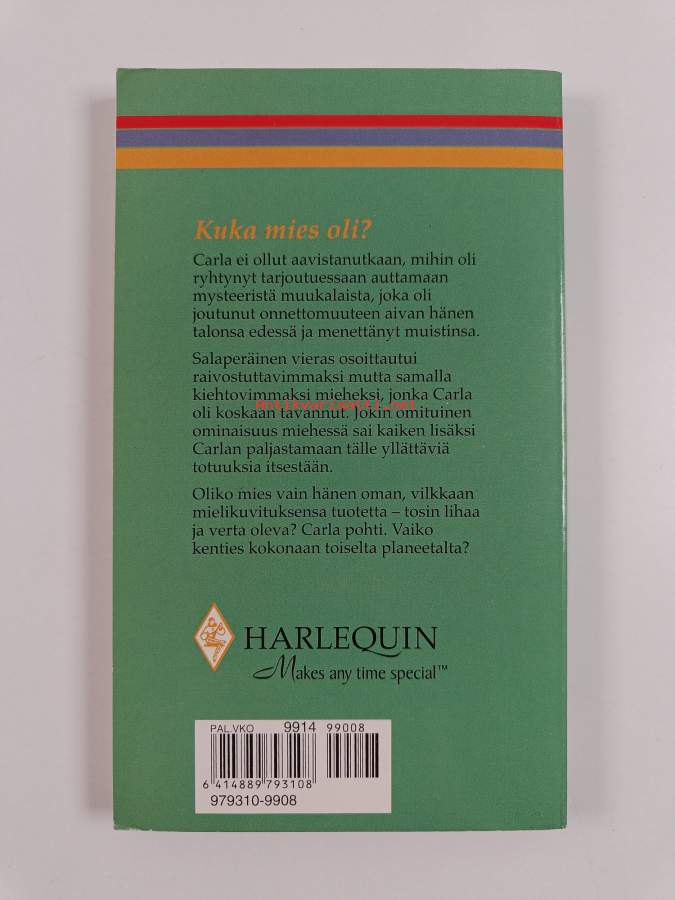 Kuka mies oli?
Carla ei ollut aavistanutkaan, mihin oli
ryhtynyt tarjoutuessaan auttamaan
mysteeristä muukalaista, joka oli
joutunut onnettomuuteen aivan hänen
talonsa edessä ja menettänyt muistinsa.
Salaperäinen vieras osoittautui
raivostuttavimmaksi mutta samalla
kiehtovimmaksi mieheksi, jonka Carla
Antikvariaatti.net
oli koskaan tavannut. Jokin omituinen
ominaisuus miehessä sai kaiken lisäksi
Carlan paljastamaan tälle yllättäviä
totuuksia itsestään.
Oliko mies vain hänen oman, vilkkaan
mielikuvituksensa tuotetta – tosin lihaa
ja verta oleva? Carla pohti. Vaiko
kenties kokonaan toiselta planeetalta?
HARLEQUIN
Makes any time special™
PAL.VKO 9914 99008
6 414889 793108
979310-9908